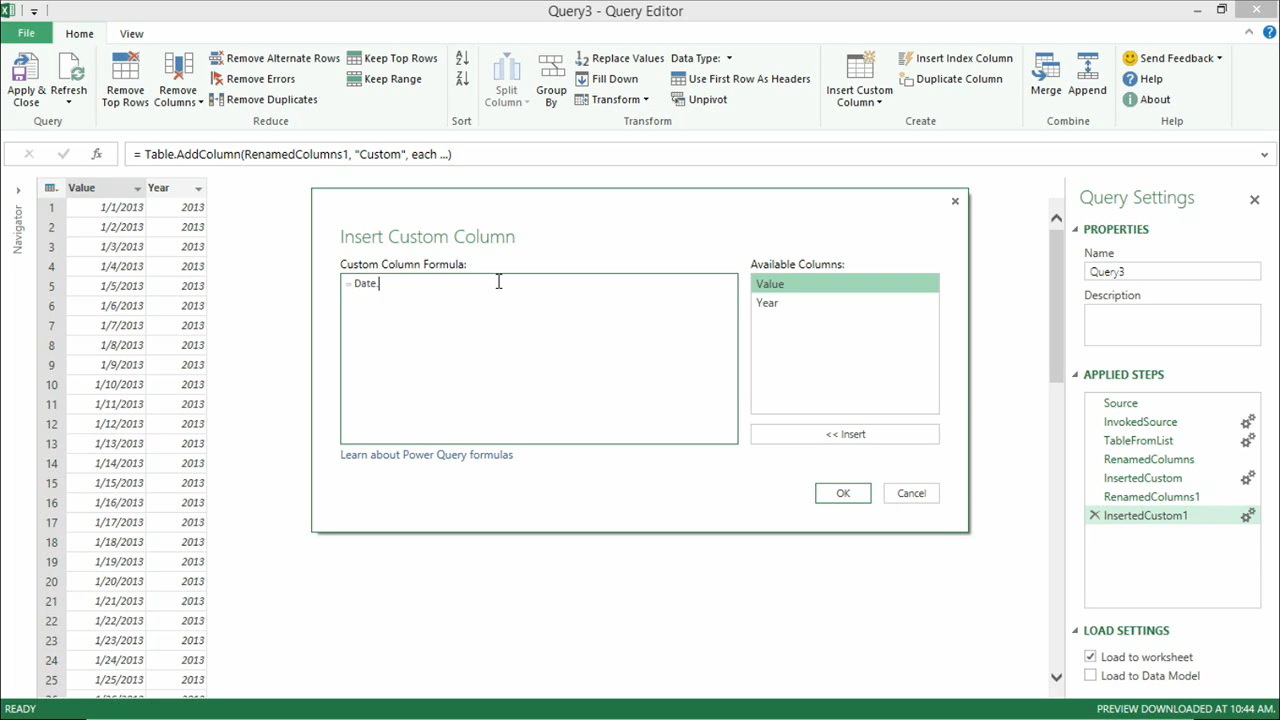 Query3 - Query Editor
File
Home
View
Apply & Close
Refresh
Query
Remove Top Rows
Remove Columns
Remove Alternate Rows
Remove Errors
Remove Duplicates
Keep Top Rows
Keep Range
Reduce
Sort
Split Column
Group By
Replace Values
Fill Down
Transform
Data Type:
Use First Row As Headers
Unpivot
Transform
Insert Custom Column
Insert Index Column
Duplicate Column
Create
Merge
Append
Combine
Send Feedback
Help
About
Help
fx
= Table.AddColumn(RenamedColumns1, "Custom", each ...)
Navigator
Value Year
1 1/1/2013 2013
2 1/2/2013 2013
3 1/3/2013 2013
4 1/4/2013 2013
5 1/5/2013 2013
6 1/6/2013 2013
7 1/7/2013 2013
8 1/8/2013 2013
9 1/9/2013 2013
10 1/10/2013 2013
11 1/11/2013 2013
12 1/12/2013 2013
13 1/13/2013 2013
14 1/14/2013 2013
15 1/15/2013 2013
16 1/16/2013 2013
17 1/17/2013 2013
18 1/18/2013 2013
19 1/19/2013 2013
20 1/20/2013 2013
21 1/21/2013 2013
22 1/22/2013 2013
23 1/23/2013 2013
24 1/24/2013 2013
25 1/25/2013 2013
Insert Custom Column
Custom Column Formula:
= Date.
Learn about Power Query formulas
Available Columns:
Value
Year
<< Insert
OK
Cancel
Query Settings
PROPERTIES
Name
Query3
Description
APPLIED STEPS
Source
InvokedSource
TableFromList
RenamedColumns
InsertedCustom
RenamedColumns1
InsertedCustom1
LOAD SETTINGS
Load to worksheet
Load to Data Model
READY
PREVIEW DOWNLOADED AT 10:44 AM.